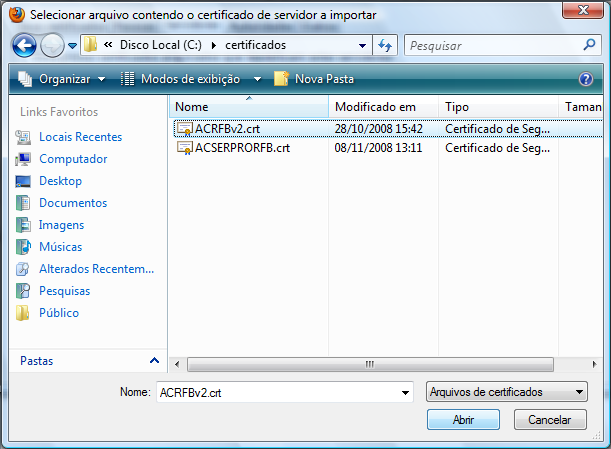 Selecionar arquivo contendo o certificado de servidor a importar
« Disco Local (C:) ▸ certificados
Pesquisar
Organizar
Modos de exibição
Nova Pasta
Links Favoritos
Locais Recentes
Computador
Desktop
Documentos
Imagens
Músicas
Alterados Recentem...
Pesquisas
Público
Pastas
Nome Modificado em Tipo Taman
ACRFBv2.crt 28/10/2008 15:42 Certificado de Seg...
ACSERPRORFB.crt 08/11/2008 13:11 Certificado de Seg...
Nome: ACRFBv2.crt Arquivos de certificados
Abrir Cancelar